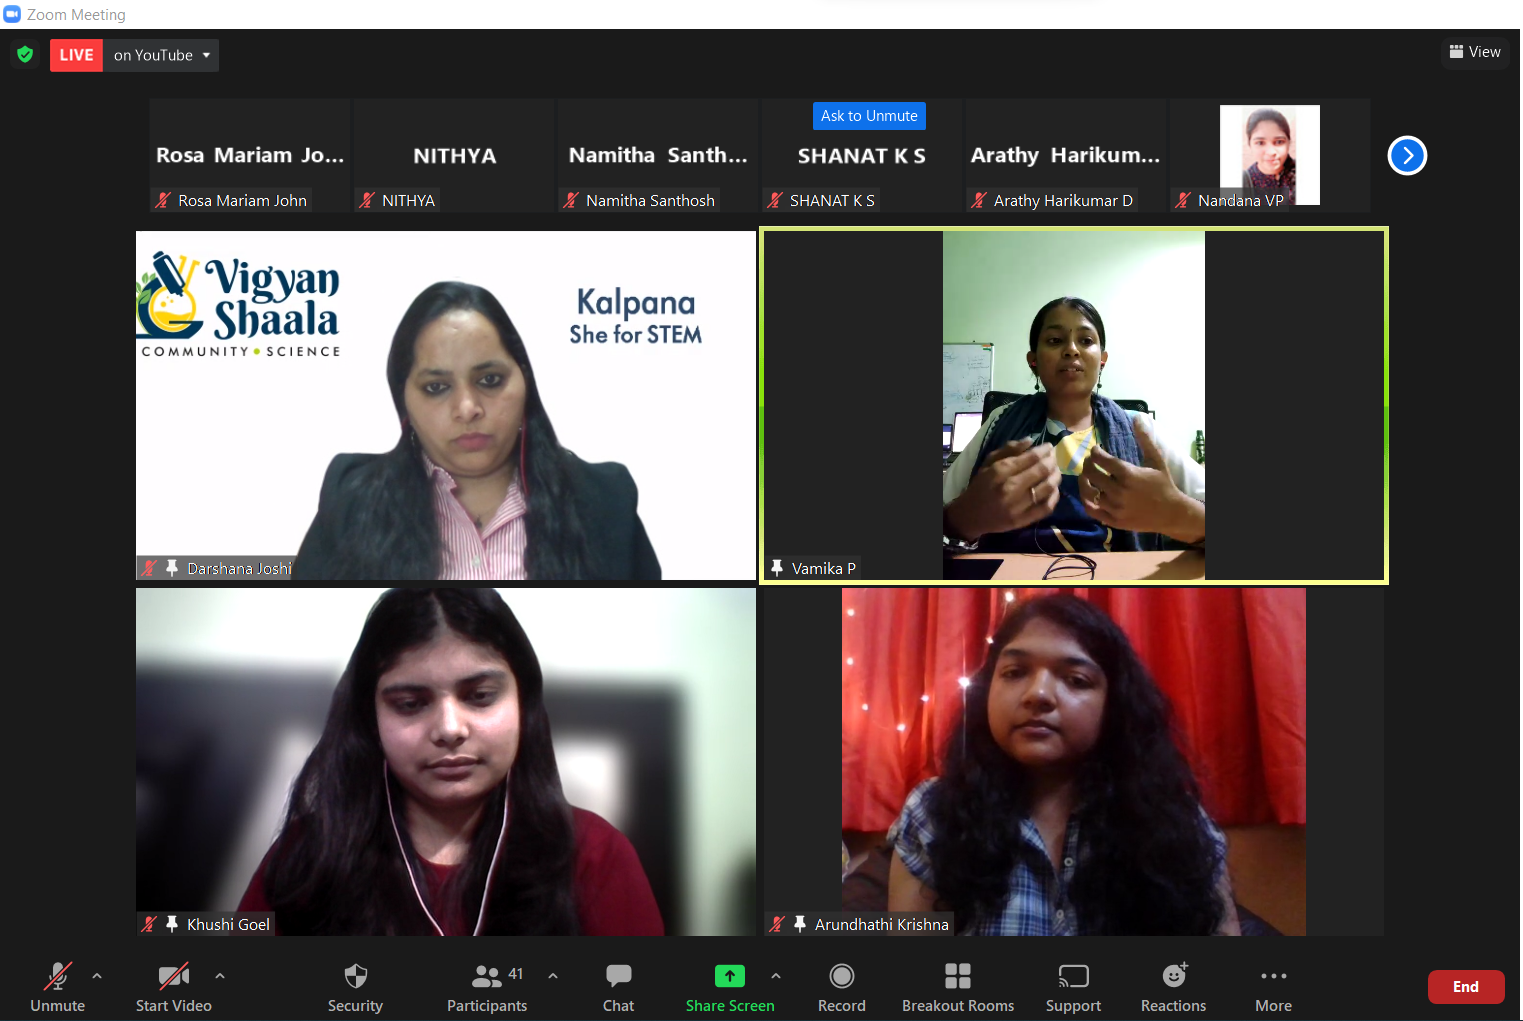 Zoom Meeting
LIVE on YouTube
View
Ask to Unmute
Rosa Mariam Jo...
NITHYA
Namitha Santh...
SHANAT K S
Arathy Harikum...
Rosa Mariam John
NITHYA
Namitha Santhosh
SHANAT K S
Arathy Harikumar D
Nandana VP
Vigyan
Shaala
COMMUNITY • SCIENCE
Kalpana
She for STEM
Darshana Joshi
Vamika P
Khushi Goel
Arundhathi Krishna
Unmute
Start Video
Security
41
Participants
Chat
Share Screen
Record
Breakout Rooms
Support
Reactions
More
End